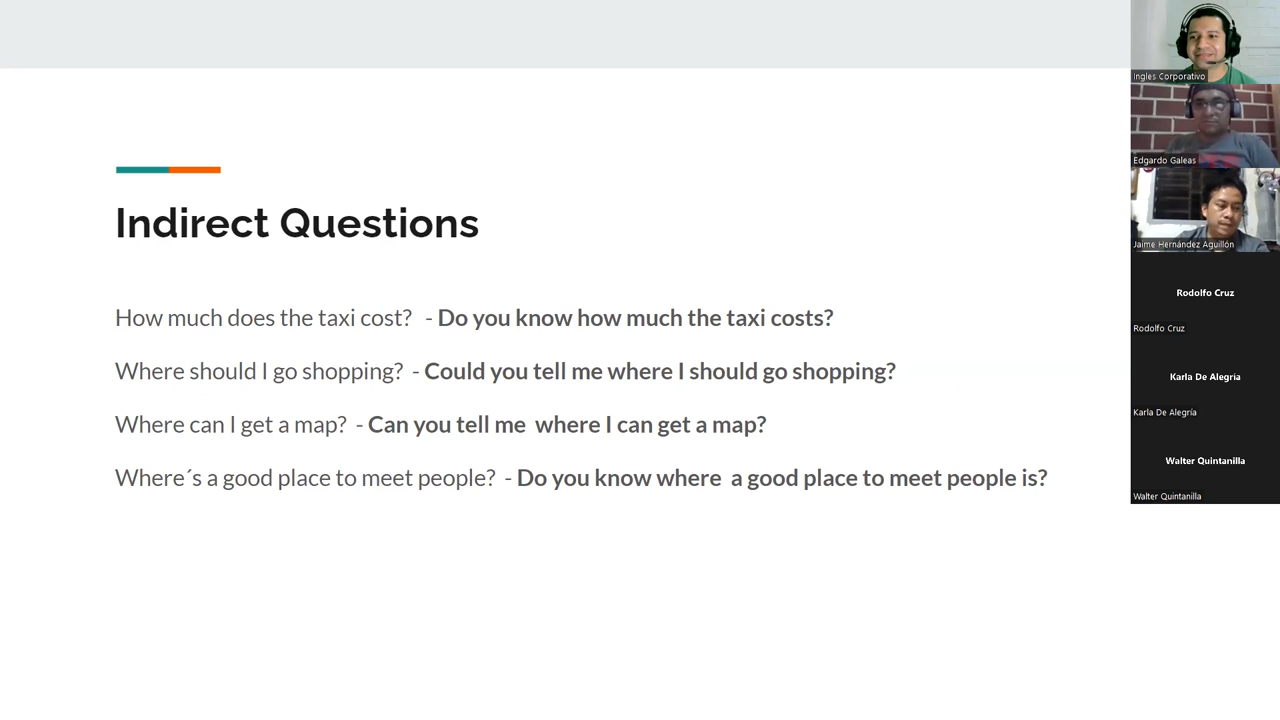 Indirect Questions
How much does the taxi cost? - Do you know how much the taxi costs?
Where should I go shopping? - Could you tell me where I should go shopping?
Where can I get a map? - Can you tell me where I can get a map?
Where´s a good place to meet people? - Do you know where a good place to meet people is?
Ingles Corporativo
Edgardo Galeas
Jaime Hernández Aguillón
Rodolfo Cruz
Rodolfo Cruz
Karla De Alegría
Karla De Alegría
Walter Quintanilla
Walter Quintanilla